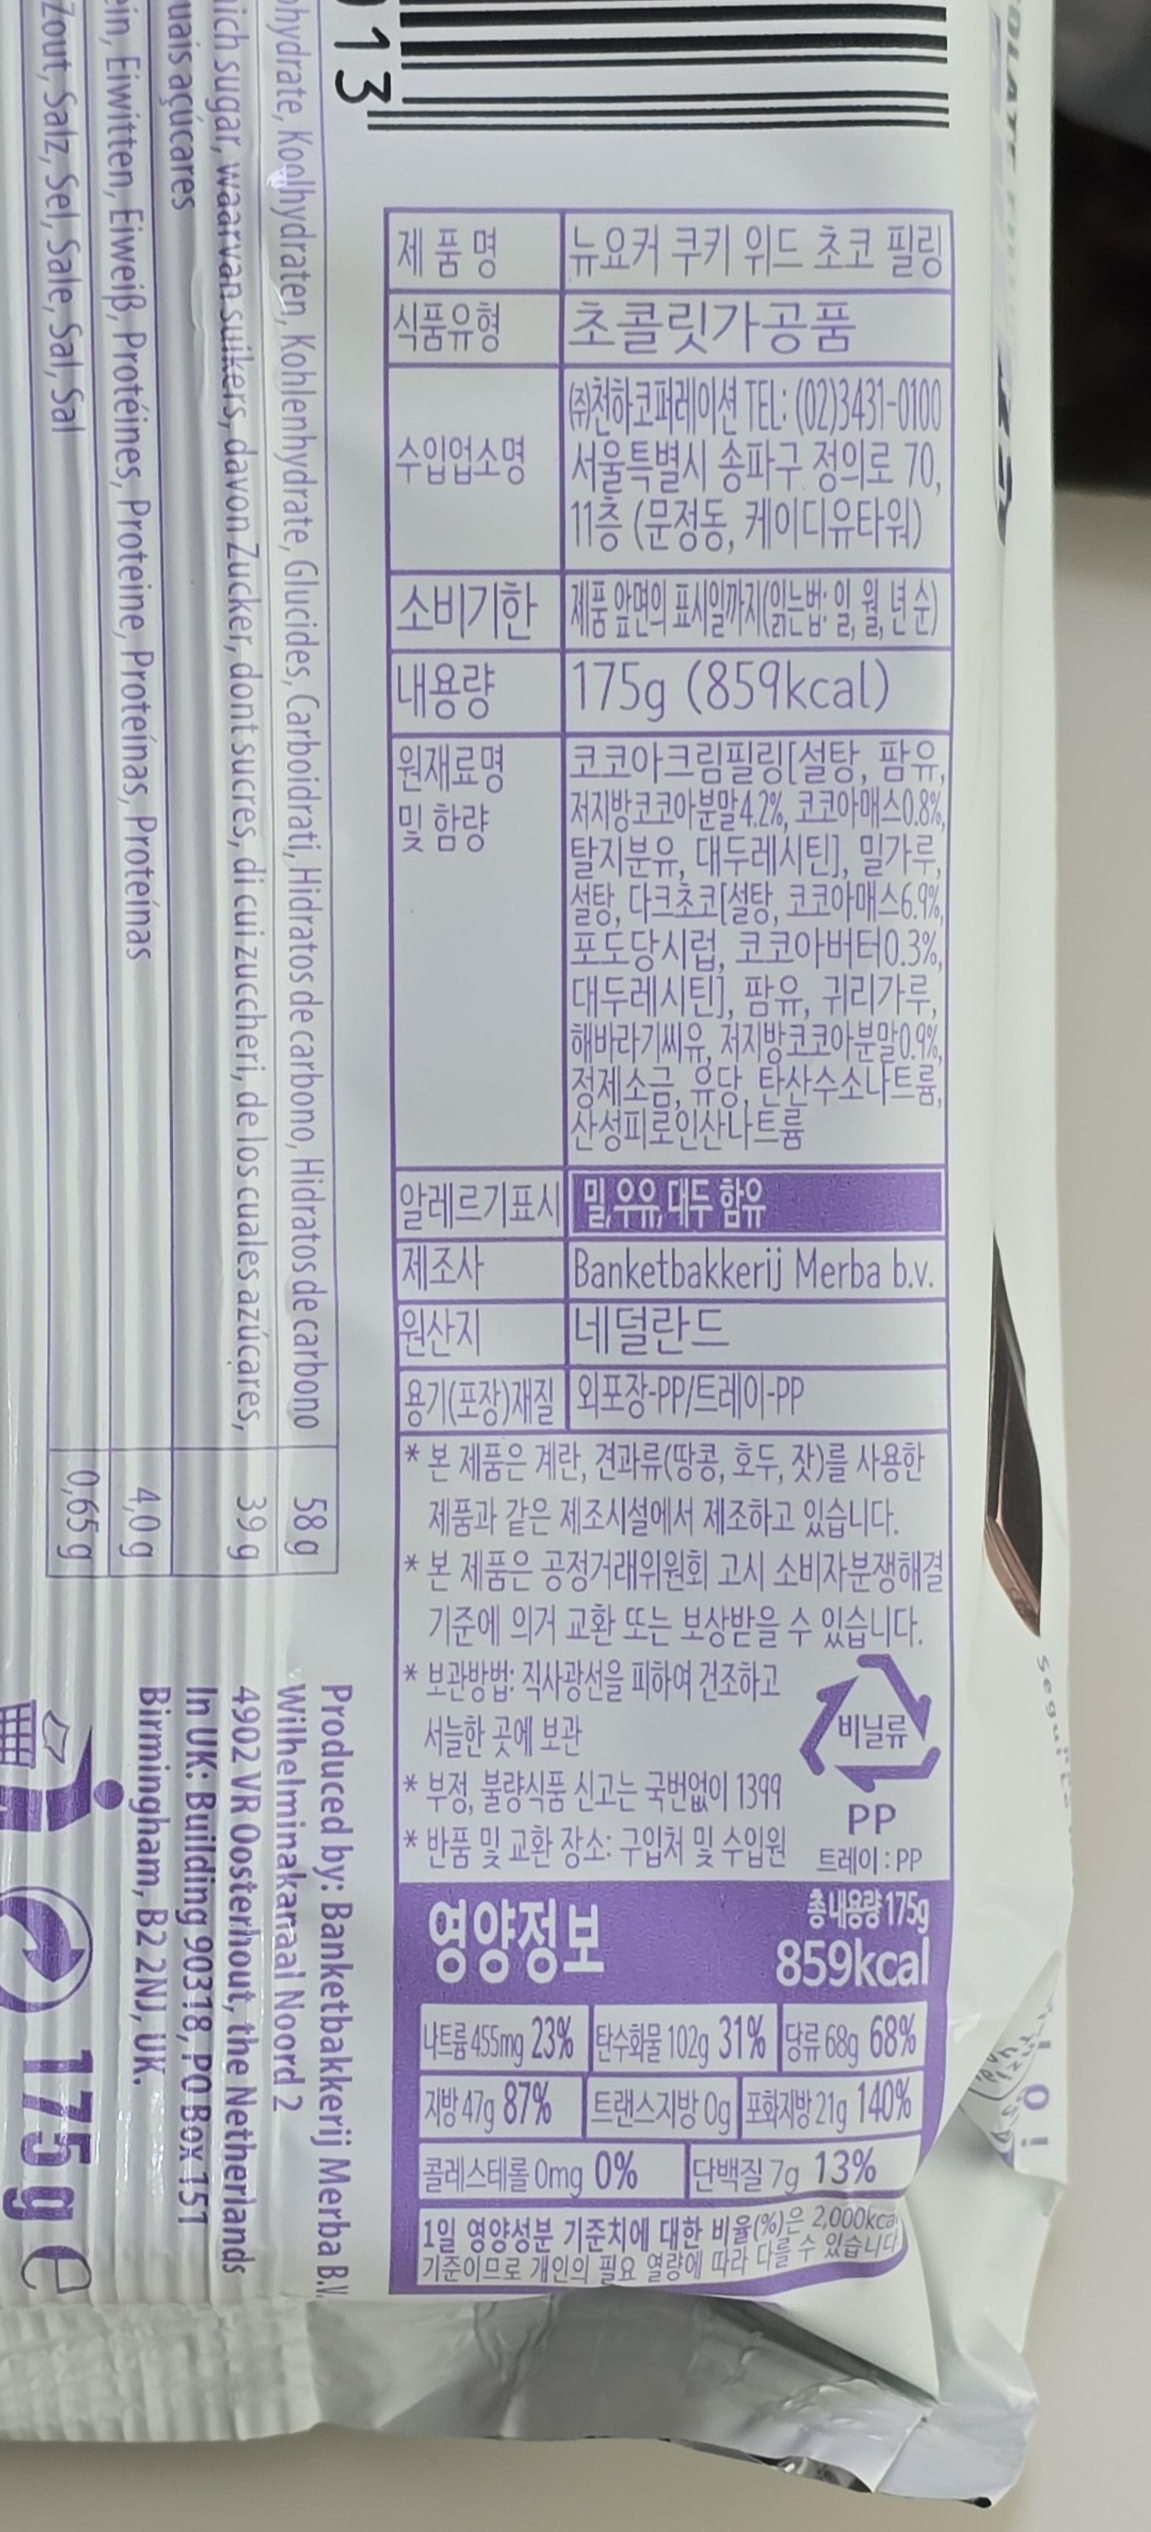 13
제품명 뉴요커 쿠키 위드 초코 필링
식품유형 초콜릿가공품
수입업소명 ㈜천하코퍼레이션 TEL: (02)3431-0100
서울특별시 송파구 정의로 70,
11층 (문정동, 케이디유타워)
소비기한 제품 앞면의 표시일까지(읽는법: 일, 월, 년 순)
내용량 175g (859kcal)
원재료명 및 함량 코코아크림필링[설탕, 팜유,
저지방코코아분말4.2%, 코코아매스0.8%,
탈지분유, 대두레시틴], 밀가루,
설탕, 다크초코[설탕, 코코아매스6.9%,
포도당시럽, 코코아버터0.3%,
대두레시틴], 팜유, 귀리가루,
해바라기씨유, 저지방코코아분말0.9%,
정제소금, 유당, 탄산수소나트륨,
산성피로인산나트륨
알레르기표시 밀, 우유, 대두 함유
제조사 Banketbakkerij Merba b.v.
원산지 네덜란드
용기(포장)재질 외포장-PP/트레이-PP
* 본 제품은 계란, 견과류(땅콩, 호두, 잣)를 사용한
제품과 같은 제조시설에서 제조하고 있습니다.
* 본 제품은 공정거래위원회 고시 소비자분쟁해결
기준에 의거 교환 또는 보상받을 수 있습니다.
* 보관방법: 직사광선을 피하여 건조하고
서늘한 곳에 보관
* 부정, 불량식품 신고는 국번없이 1399
* 반품 및 교환 장소: 구입처 및 수입원
비닐류
PP
트레이 : PP
영양정보 총 내용량 175g
859kcal
나트륨 455mg 23% 탄수화물 102g 31% 당류 68g 68%
지방 47g 87% 트랜스지방 0g 포화지방 21g 140%
콜레스테롤 0mg 0% 단백질 7g 13%
1일 영양성분 기준치에 대한 비율(%)은 2,000kcal
기준이므로 개인의 필요 열량에 따라 다를 수 있습니다.
Koolhydraten, Kohlenhydrate, Glucides, Carboidrati, Hidratos de carbono, Hidratos de carbono 58 g
sugar, waarvan suikers, davon Zucker, dont sucres, di cui zuccheri, de los cuales azúcares, 39 g
açúcares
Eiwitten, Eiweiß, Protéines, Proteine, Proteínas, Proteínas 4,0 g
Zout, Salz, Sel, Sale, Sal, Sal 0,65 g
Produced by: Banketbakkerij Merba B.V.
Wilhelminakanaal Noord 2
4902 VR Oosterhout, the Netherlands
In UK: Building 90318, PO Box 151
Birmingham, B2 2NJ, UK.
175 g ℮